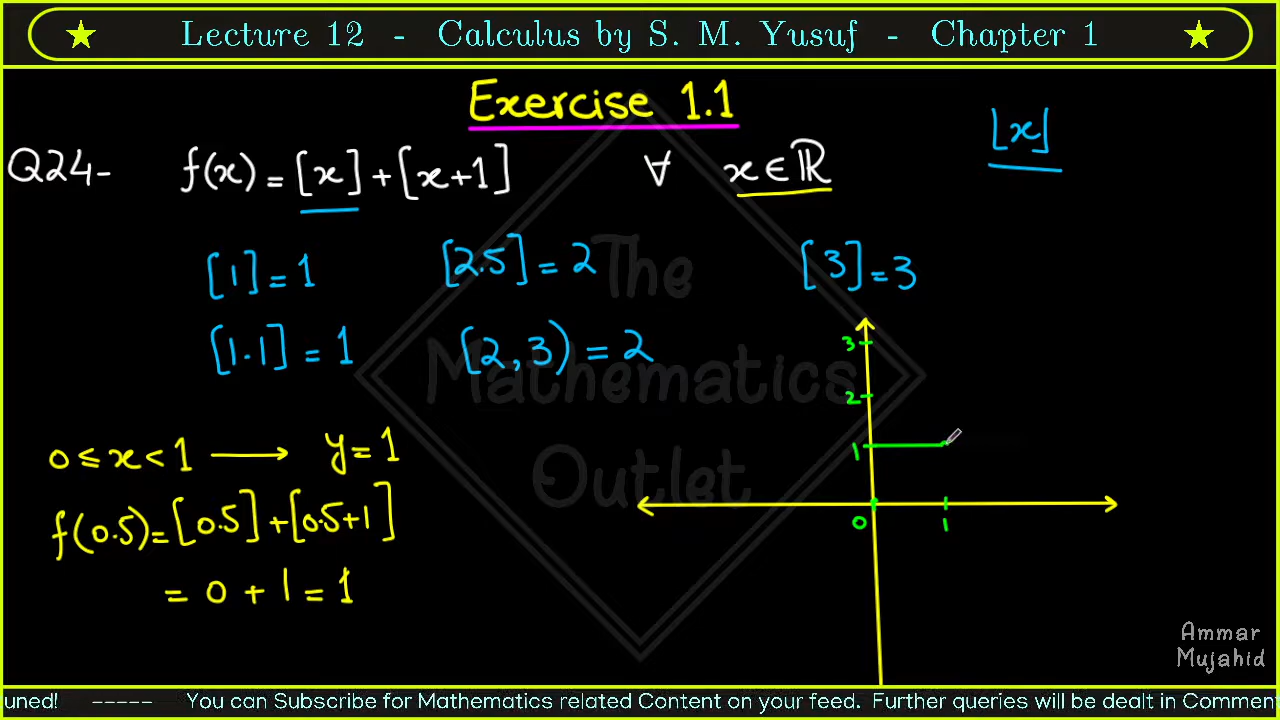 ★ Lecture 12 - Calculus by S. M. Yusuf - Chapter 1 ★
Exercise 1.1
⌊x⌋
Q24- f(x) = [x] + [x+1] ∀ x ∈ ℝ
[1] = 1 [2.5] = 2 [3] = 3
[1.1] = 1 [2,3) = 2
The
Mathematics
Outlet
3
2
1
0 1
0 ≤ x < 1 ⟶ y = 1
f(0.5) = [0.5] + [0.5+1]
= 0 + 1 = 1
Ammar
Mujahid
uned! ----- You can Subscribe for Mathematics related Content on your feed. Further queries will be dealt in Commen